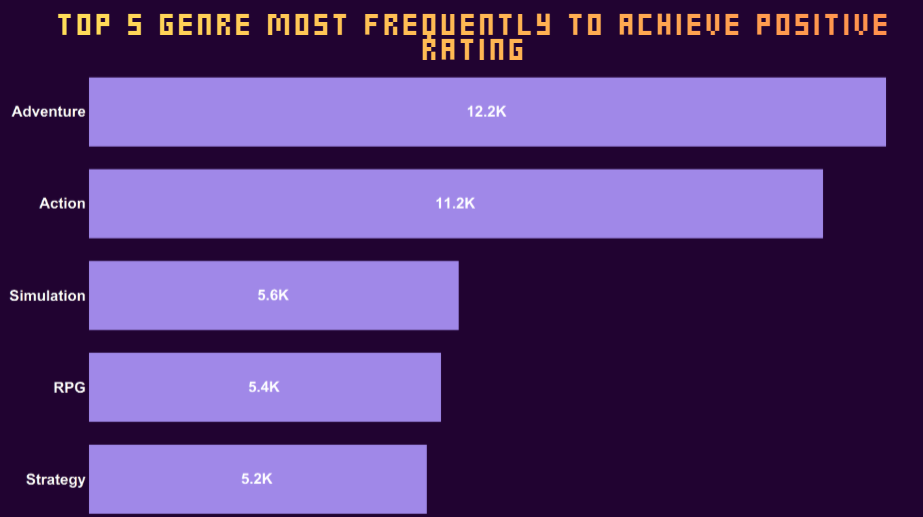 TOP 5 GENRE MOST FREQUENTLY TO ACHIEVE POSITIVE
RATING
Adventure 12.2K
Action 11.2K
Simulation 5.6K
RPG 5.4K
Strategy 5.2K